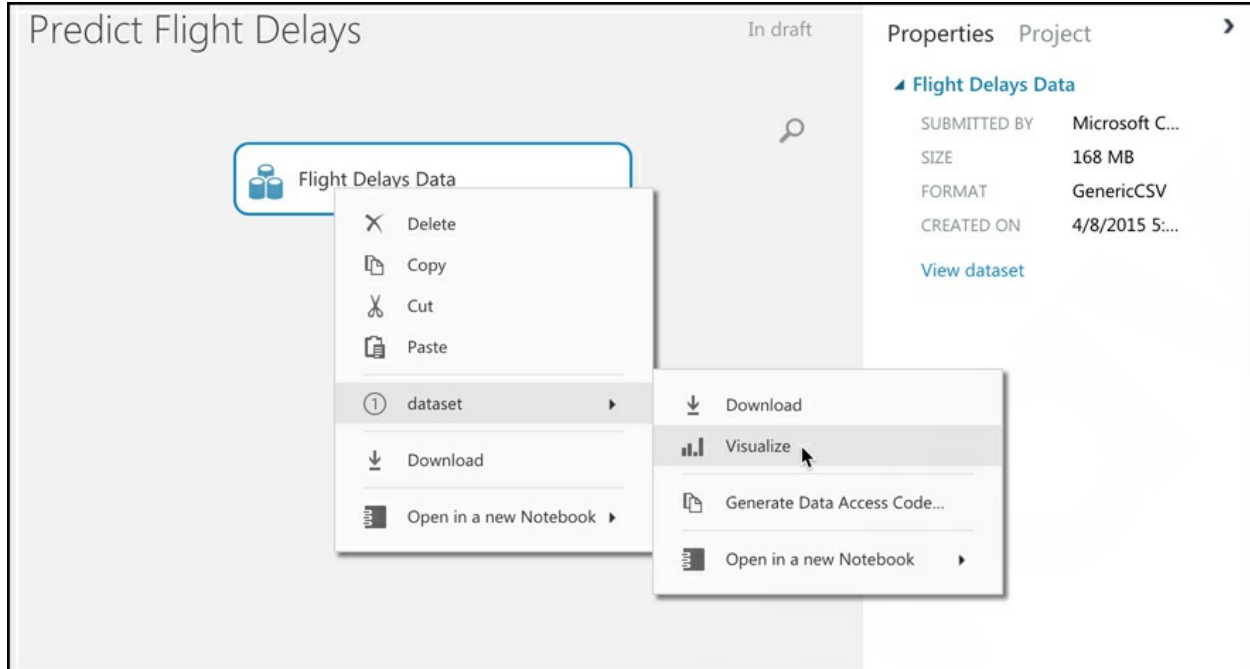 Predict Flight Delays
In draft
Properties Project
Flight Delays Data
SUBMITTED BY Microsoft C...
SIZE 168 MB
FORMAT GenericCSV
CREATED ON 4/8/2015 5:...
View dataset
Flight Delays Data
Delete
Copy
Cut
Paste
1 dataset
Download
Open in a new Notebook
Download
Visualize
Generate Data Access Code...
Open in a new Notebook